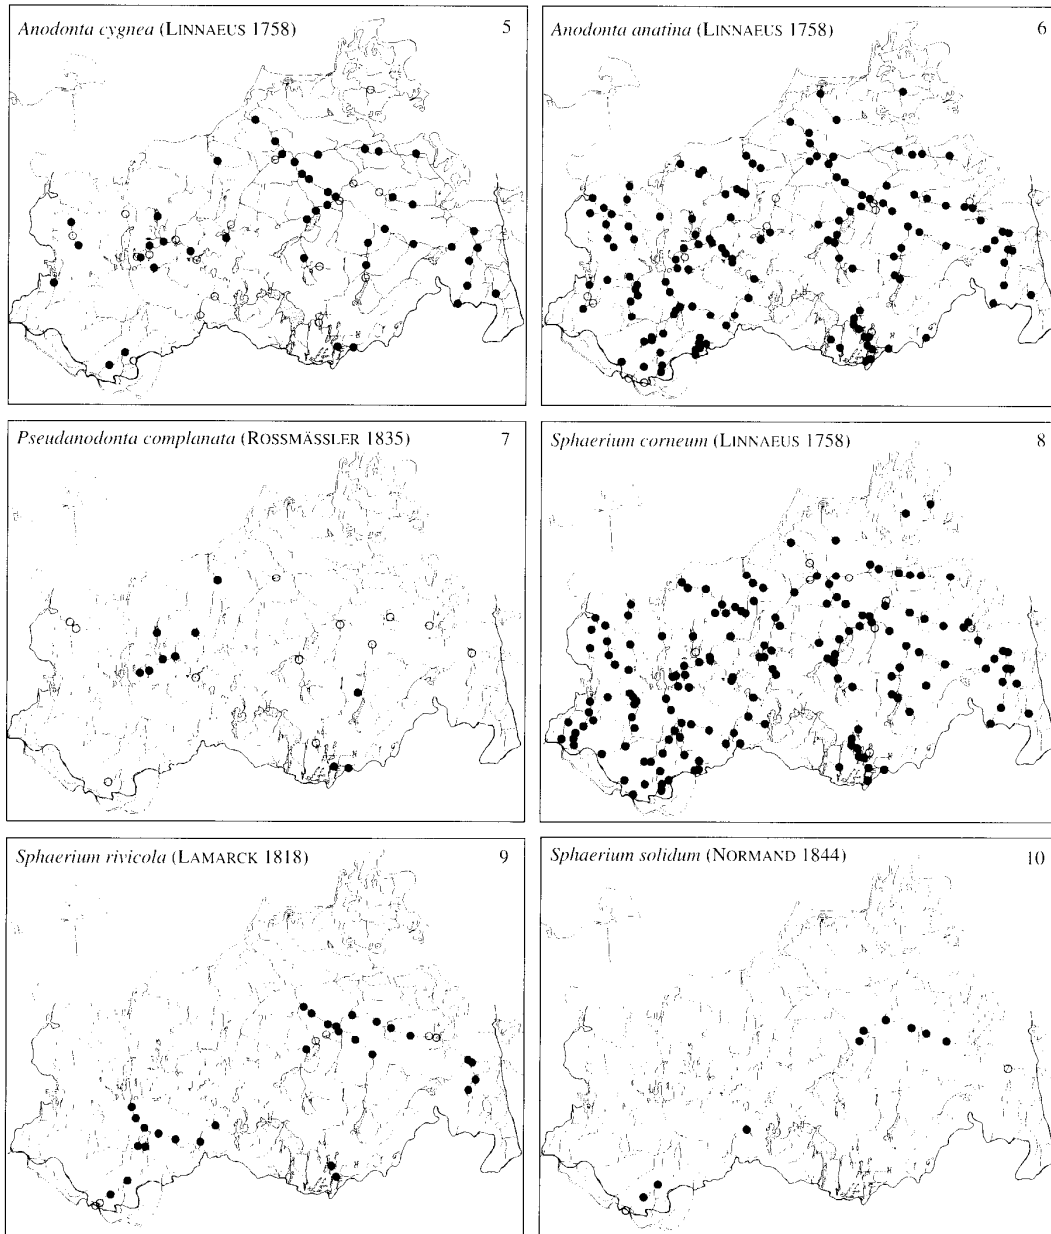 Anodonta cygnea (LINNAEUS 1758) 5
Anodonta anatina (LINNAEUS 1758) 6
Pseudanodonta complanata (ROSSMÄSSLER 1835) 7
Sphaerium corneum (LINNAEUS 1758) 8
Sphaerium rivicola (LAMARCK 1818) 9
Sphaerium solidum (NORMAND 1844) 10